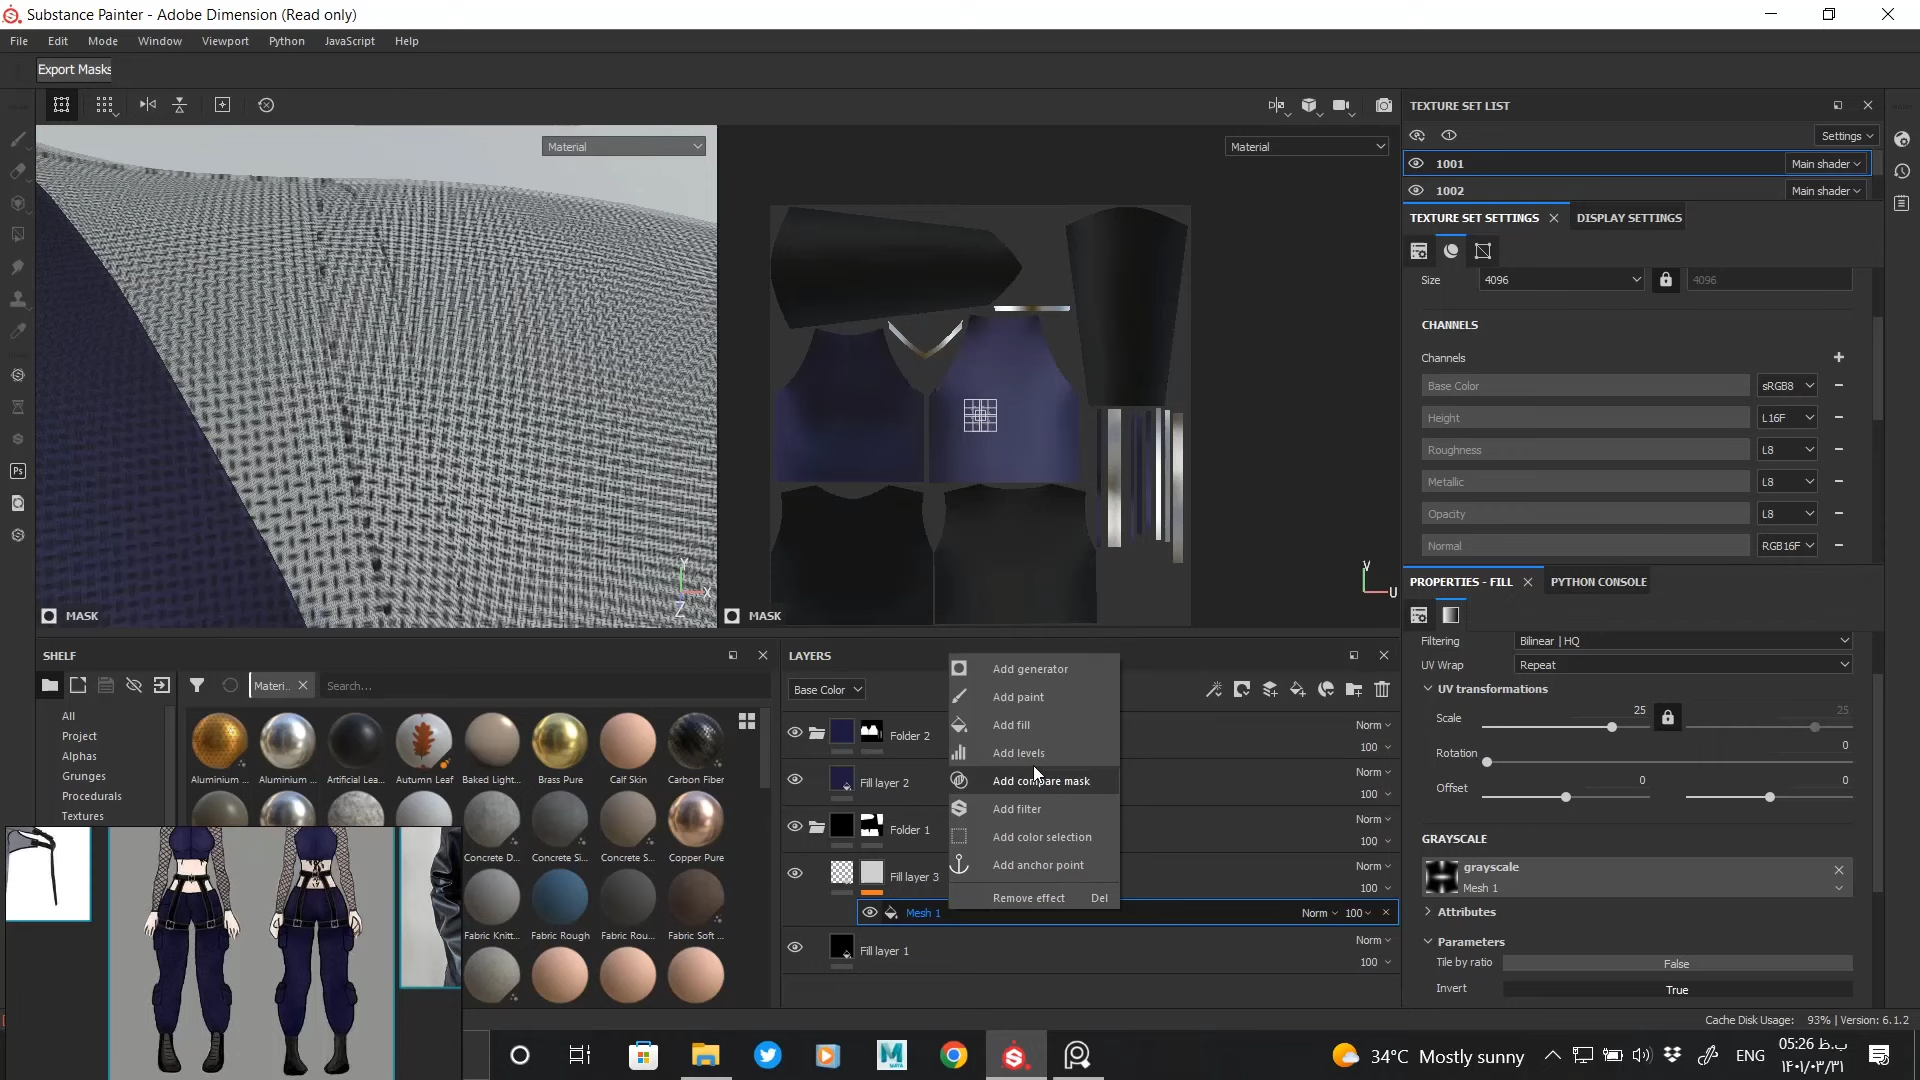 Substance Painter - Adobe Dimension (Read only)
File Edit Mode Window Viewport Python JavaScript Help
Export Masks
Material
Material
MASK
MASK
Y
X
Z
V
U
TEXTURE SET LIST
Settings
1001 Main shader
1002 Main shader
TEXTURE SET SETTINGS DISPLAY SETTINGS
Size 4096 4096
CHANNELS
Channels
Base Color sRGB8
Height L16F
Roughness L8
Metallic L8
Opacity L8
Normal RGB16F
PROPERTIES - FILL PYTHON CONSOLE
Filtering Bilinear | HQ
UV Wrap Repeat
UV transformations
Scale 25 25
Rotation 0
Offset 0 0
GRAYSCALE
grayscale
Mesh 1
Attributes
Parameters
Tile by ratio False
Invert True
SHELF
Materi..
Search...
All
Project
Alphas
Grunges
Procedurals
Textures
Aluminium ... Aluminium ... Artificial Lea... Autumn Leaf Baked Light... Brass Pure Calf Skin Carbon Fiber
Concrete D... Concrete Si... Concrete S... Copper Pure
Fabric Knitt... Fabric Rough Fabric Rou... Fabric Soft ...
LAYERS
Base Color
Folder 2 Norm 100
Fill layer 2 Norm 100
Folder 1 Norm 100
Fill layer 3 Norm 100
Mesh 1 Norm 100
Fill layer 1 Norm 100
Add generator
Add paint
Add fill
Add levels
Add compare mask
Add filter
Add color selection
Add anchor point
Remove effect Del
Cache Disk Usage: 93% | Version: 6.1.2
Ps
MAYA
34°C Mostly sunny
ENG
05:26 ب.ظ
۱۴۰۱/۰۳/۳۱